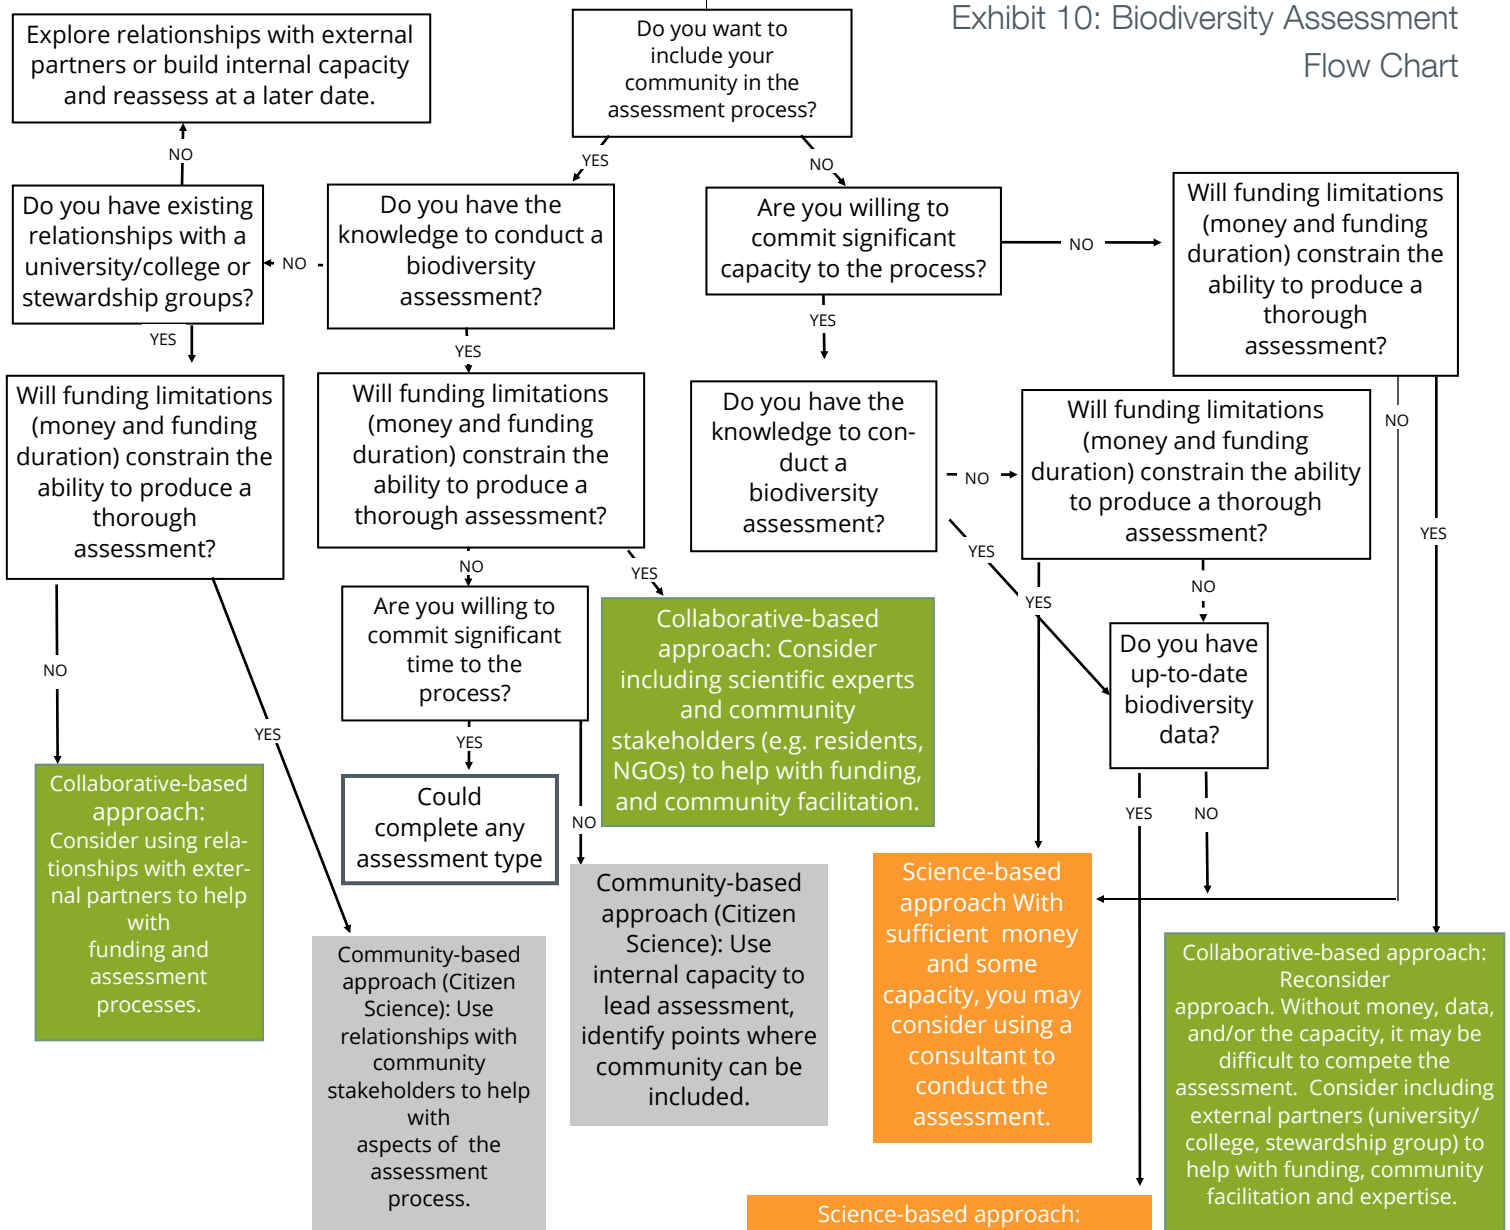 Exhibit 10: Biodiversity Assessment
Flow Chart
Explore relationships with external
partners or build internal capacity
and reassess at a later date.
Do you want to
include your
community in the
assessment process?
NO
YES
NO
Do you have existing
relationships with a
university/college or
stewardship groups?
NO
Do you have the
knowledge to conduct a
biodiversity
assessment?
Are you willing to
commit significant
capacity to the process?
NO
Will funding limitations
(money and funding
duration) constrain the
ability to produce a
thorough
assessment?
YES
YES
YES
Will funding limitations
(money and funding
duration) constrain the
ability to produce a
thorough
assessment?
Will funding limitations
(money and funding
duration) constrain the
ability to produce a
thorough assessment?
Do you have the
knowledge to con-
duct a
biodiversity
assessment?
NO
Will funding limitations
(money and funding
duration) constrain the ability
to produce a thorough
assessment?
NO
YES
NO
YES
YES
YES
NO
Are you willing to
commit significant
time to the
process?
Collaborative-based
approach: Consider
including scientific experts
and community
stakeholders (e.g. residents,
NGOs) to help with funding,
and community facilitation.
Do you have
up-to-date
biodiversity
data?
NO
YES
YES
NO
YES
NO
Collaborative-based
approach:
Consider using rela-
tionships with exter-
nal partners to help
with
funding and
assessment
processes.
Could
complete any
assessment type
Community-based
approach (Citizen
Science): Use
relationships with
community
stakeholders to help
with
aspects of the
assessment
process.
Community-based
approach (Citizen
Science): Use
internal capacity to
lead assessment,
identify points where
community can be
included.
Science-based
approach With
sufficient money
and some
capacity, you may
consider using a
consultant to
conduct the
assessment.
Collaborative-based approach:
Reconsider
approach. Without money, data,
and/or the capacity, it may be
difficult to compete the
assessment. Consider including
external partners (university/
college, stewardship group) to
help with funding, community
facilitation and expertise.
Science-based approach: